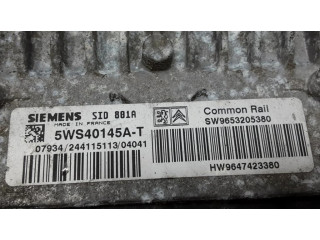 SIEMENS SID 801A
MADE IN FRANCE
5WS40145A-T
07934/244115113/04041
Common Rail
SW9653205380
HW9647423380